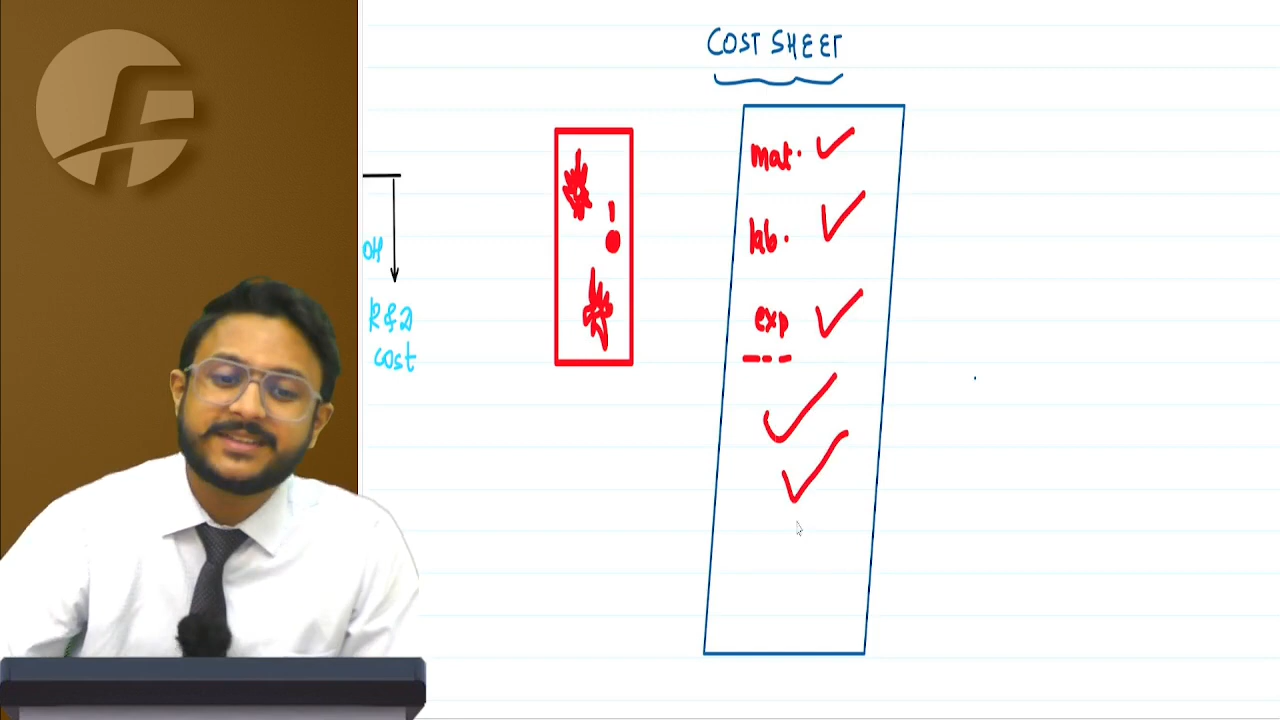 COST SHEET
mat.
lab.
exp
OH
R&D
cost